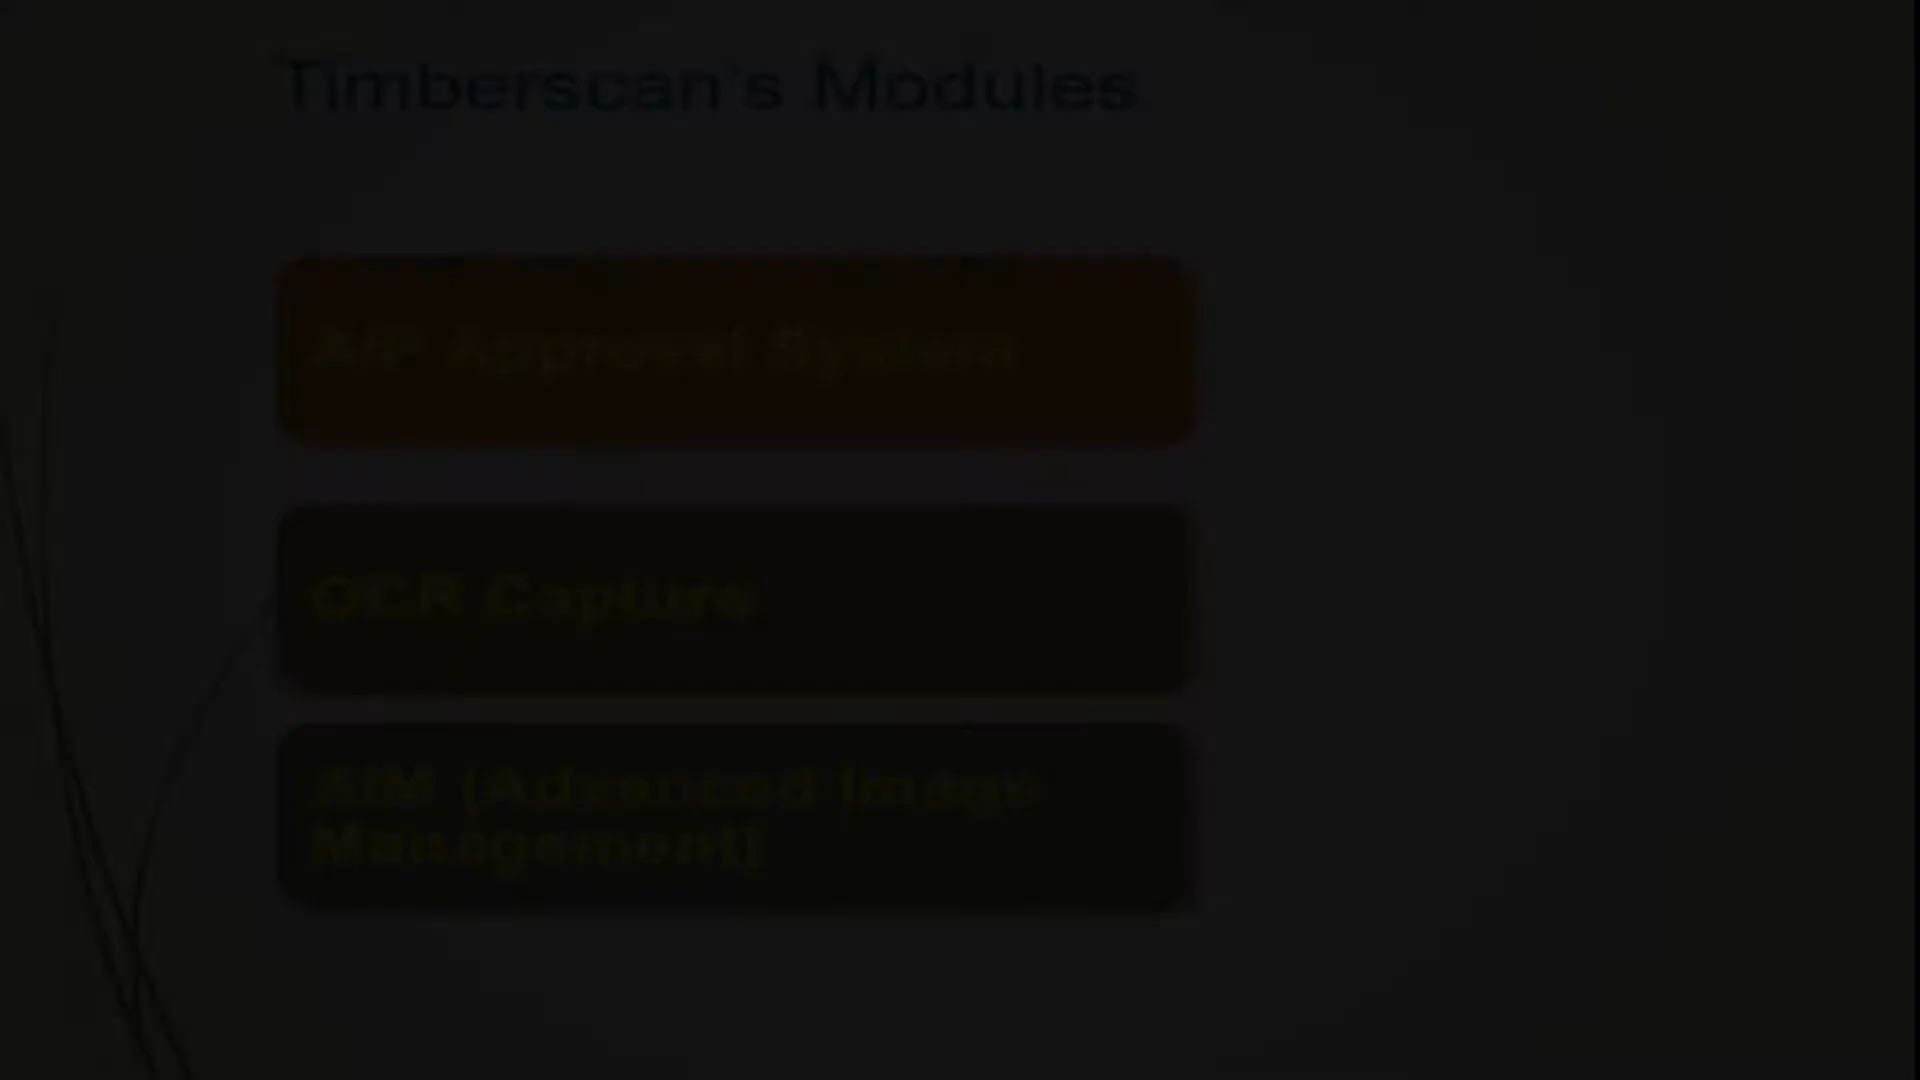 Timberscan's Modules
A/P Approval System
OCR Capture
AIM (Advanced Image
Management)